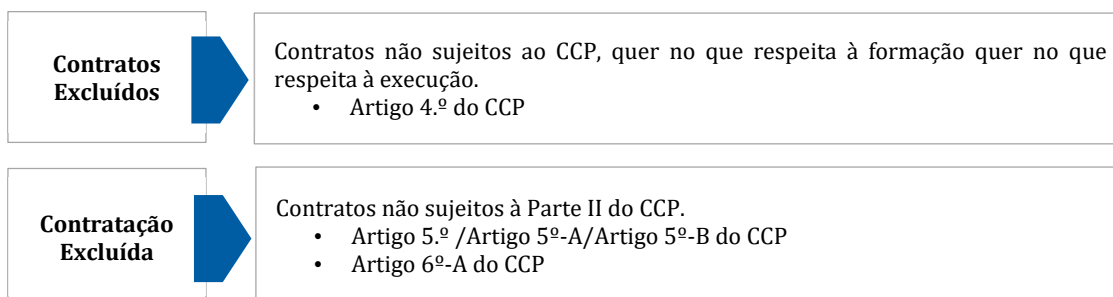 Contratos
Excluídos
Contratos não sujeitos ao CCP, quer no que respeita à formação quer no que
respeita à execução.
• Artigo 4.º do CCP
Contratação
Excluída
Contratos não sujeitos à Parte II do CCP.
• Artigo 5.º /Artigo 5º-A/Artigo 5º-B do CCP
• Artigo 6º-A do CCP